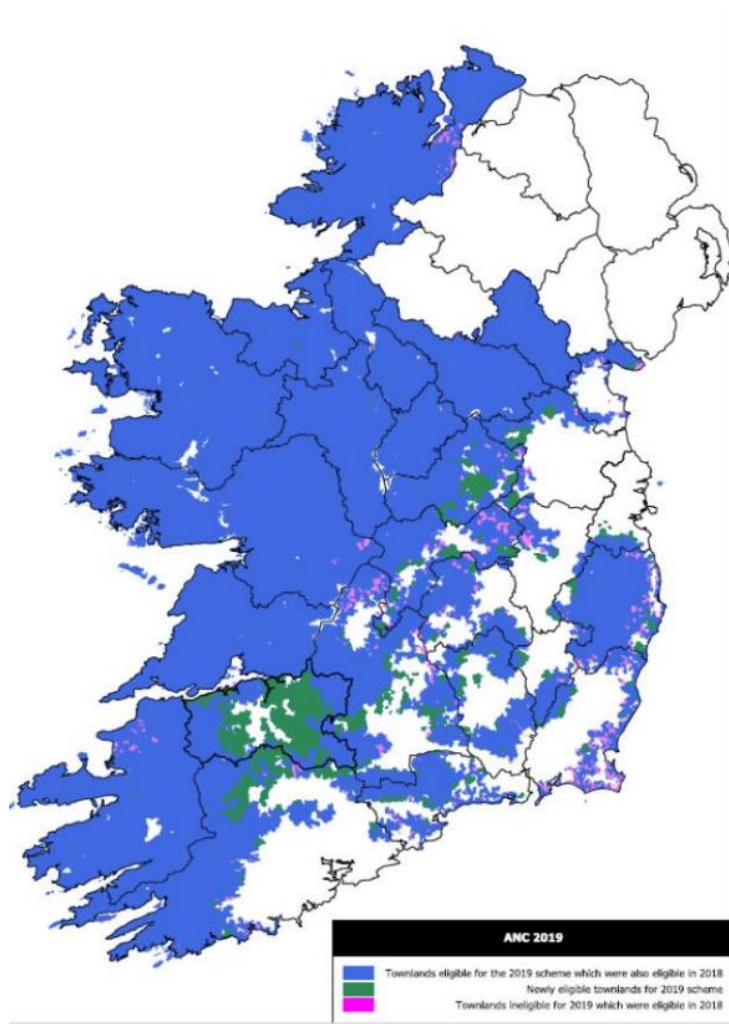 ANC 2019
Townlands eligible for the 2019 scheme which were also eligible in 2018
Newly eligible townlands for 2019 scheme
Townlands ineligible for 2019 which were eligible in 2018